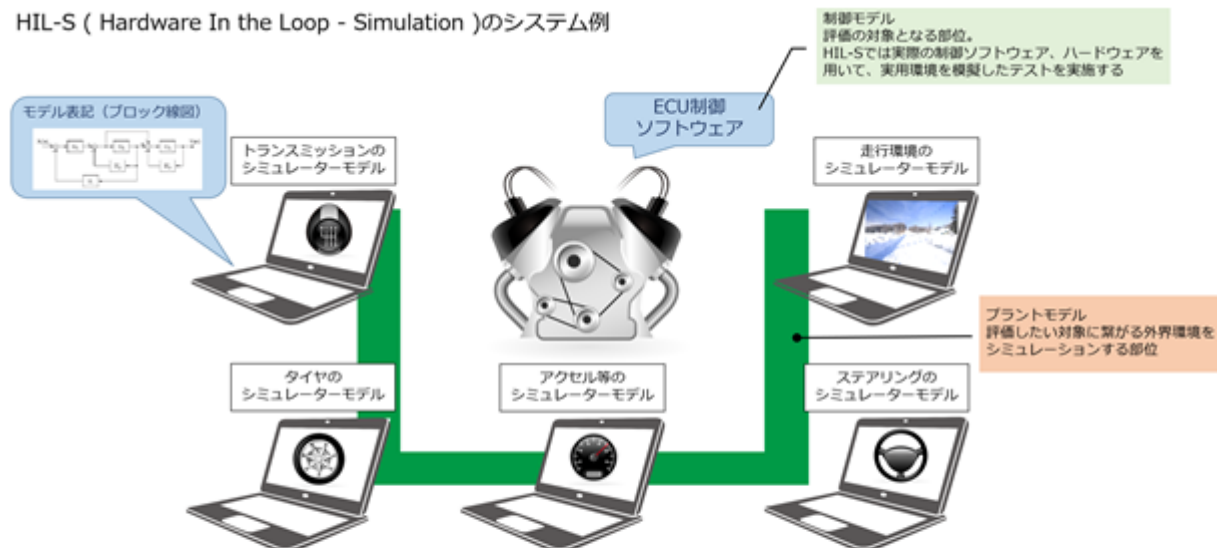 HIL-S ( Hardware In the Loop - Simulation )のシステム例
制御モデル
評価の対象となる部位。
HIL-Sでは実際の制御ソフトウェア、ハードウェアを
用いて、実用環境を模擬したテストを実施する
モデル表記（ブロック線図）
ECU制御
ソフトウェア
トランスミッションの
シミュレーターモデル
走行環境の
シミュレーターモデル
プラントモデル
評価したい対象に繋がる外界環境を
シミュレーションする部位
タイヤの
シミュレーターモデル
アクセル等の
シミュレーターモデル
ステアリングの
シミュレーターモデル